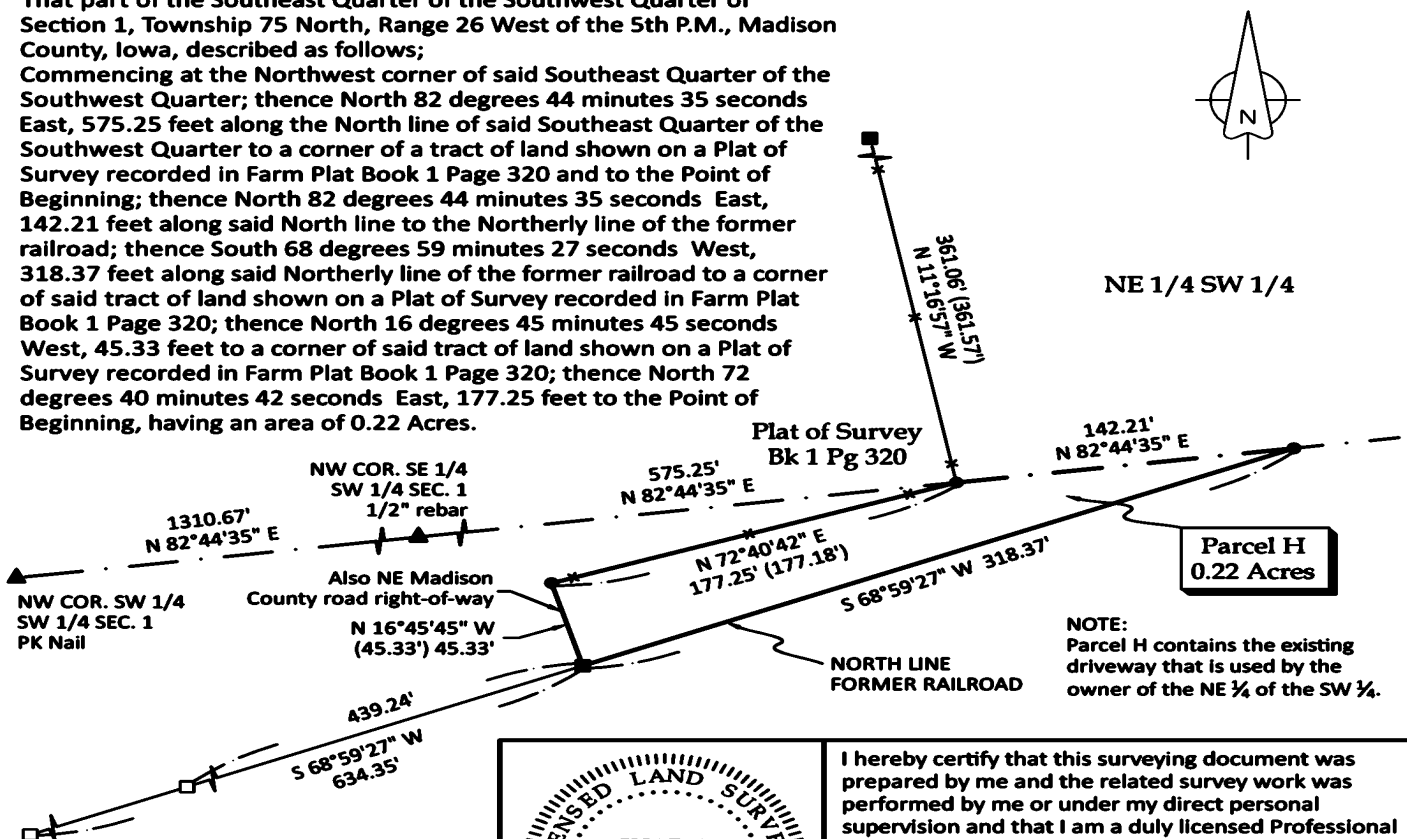 That part of the Southeast Quarter of the Southwest Quarter of
Section 1, Township 75 North, Range 26 West of the 5th P.M., Madison
County, Iowa, described as follows;
Commencing at the Northwest corner of said Southeast Quarter of the
Southwest Quarter; thence North 82 degrees 44 minutes 35 seconds
East, 575.25 feet along the North line of said Southeast Quarter of the
Southwest Quarter to a corner of a tract of land shown on a Plat of
Survey recorded in Farm Plat Book 1 Page 320 and to the Point of
Beginning; thence North 82 degrees 44 minutes 35 seconds East,
142.21 feet along said North line to the Northerly line of the former
railroad; thence South 68 degrees 59 minutes 27 seconds West,
318.37 feet along said Northerly line of the former railroad to a corner
of said tract of land shown on a Plat of Survey recorded in Farm Plat
Book 1 Page 320; thence North 16 degrees 45 minutes 45 seconds
West, 45.33 feet to a corner of said tract of land shown on a Plat of
Survey recorded in Farm Plat Book 1 Page 320; thence North 72
degrees 40 minutes 42 seconds East, 177.25 feet to the Point of
Beginning, having an area of 0.22 Acres.
N
361.06' (361.57')
N 11°16'57" W
NE 1/4 SW 1/4
Plat of Survey
Bk 1 Pg 320
142.21'
N 82°44'35" E
NW COR. SE 1/4
SW 1/4 SEC. 1
1/2" rebar
575.25'
N 82°44'35" E
1310.67'
N 82°44'35" E
NW COR. SW 1/4
SW 1/4 SEC. 1
PK Nail
Also NE Madison
County road right-of-way
N 16°45'45" W
(45.33') 45.33'
N 72°40'42" E
177.25' (177.18')
S 68°59'27" W 318.37'
Parcel H
0.22 Acres
NORTH LINE
FORMER RAILROAD
NOTE:
Parcel H contains the existing
driveway that is used by the
owner of the NE ¼ of the SW ¼.
439.24'
S 68°59'27" W
634.35'
ENSED LAND SURVE
I hereby certify that this surveying document was
prepared by me and the related survey work was
performed by me or under my direct personal
supervision and that I am a duly licensed Professional